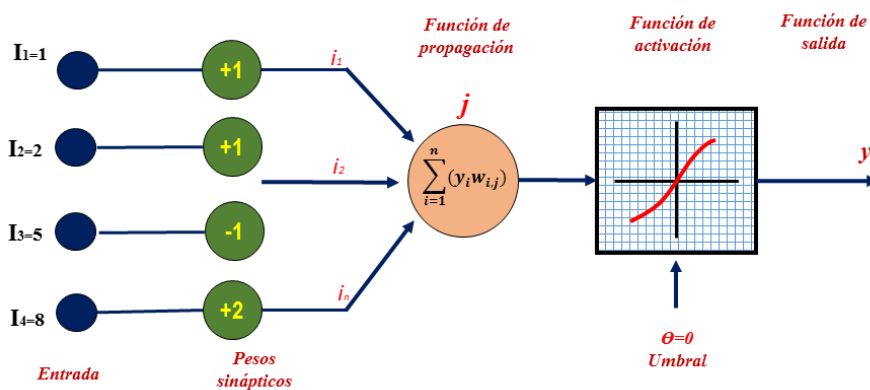 Función de
propagación
Función de
activación
Función de
salida
I1=1
+1
i1
j
I2=2
+1
i2
n
∑(yiwi,j)
i=1
y
I3=5
-1
I4=8
+2
in
Ɵ=0
Umbral
Entrada
Pesos
sinápticos